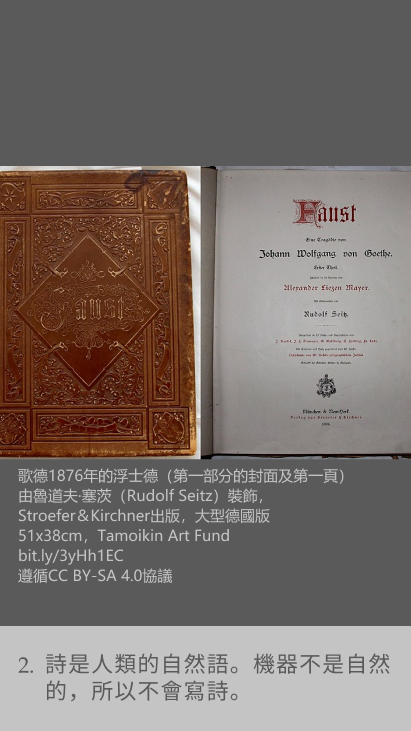 Faust
Faust
Eine Tragödie von
Johann Wolfgang von Goethe.
Erster Theil.
Alexander Liezen Mayer.
Rudolf Seitz.
München & New-York.
歌德1876年的浮士德（第一部分的封面及第一頁）
由魯道夫·塞茨（Rudolf Seitz）裝飾，
Stroefer＆Kirchner出版，大型德國版
51x38cm，Tamoikin Art Fund
bit.ly/3yHh1EC
遵循CC BY-SA 4.0協議
2. 詩是人類的自然語。機器不是自然
的，所以不會寫詩。